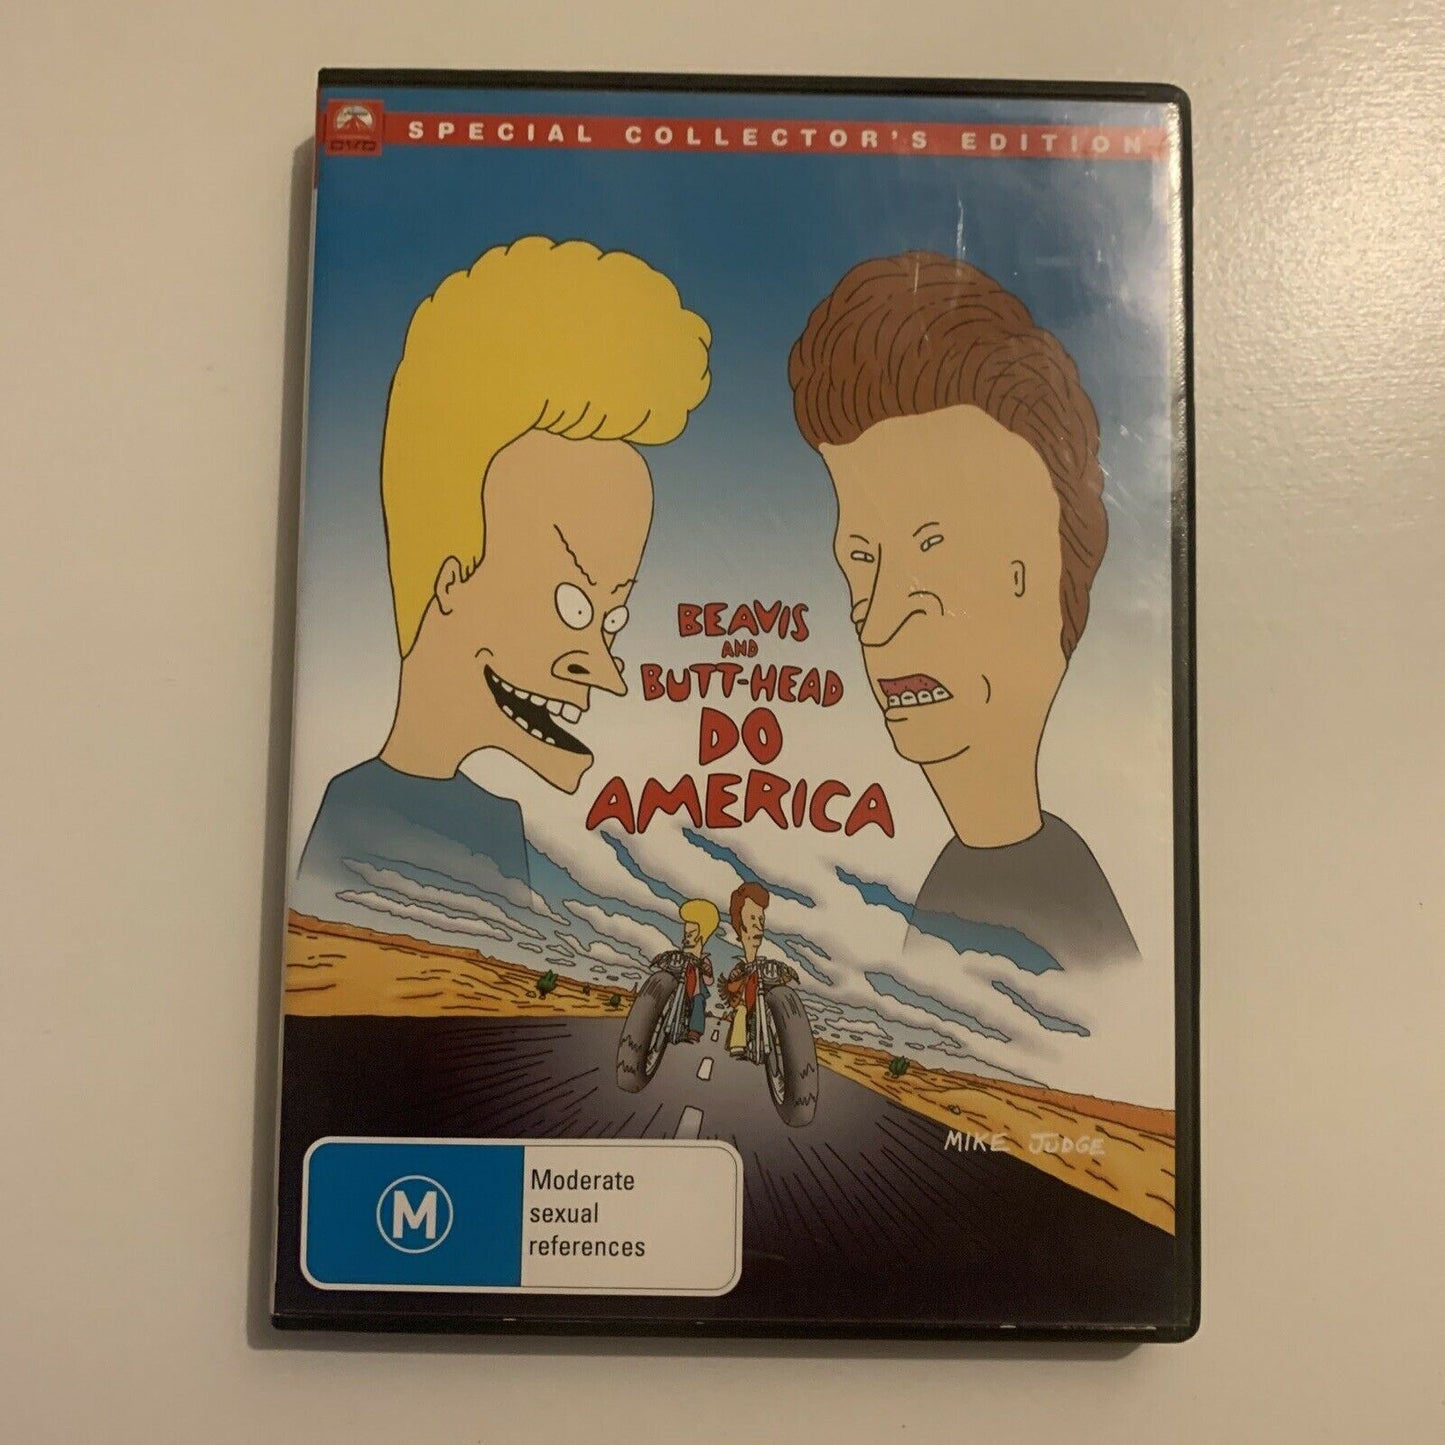 DVD
SPECIAL COLLECTOR'S EDITION
BEAVIS
AND
BUTT-HEAD
DO
AMERICA
MIKE JUDGE
M
Moderate
sexual
references